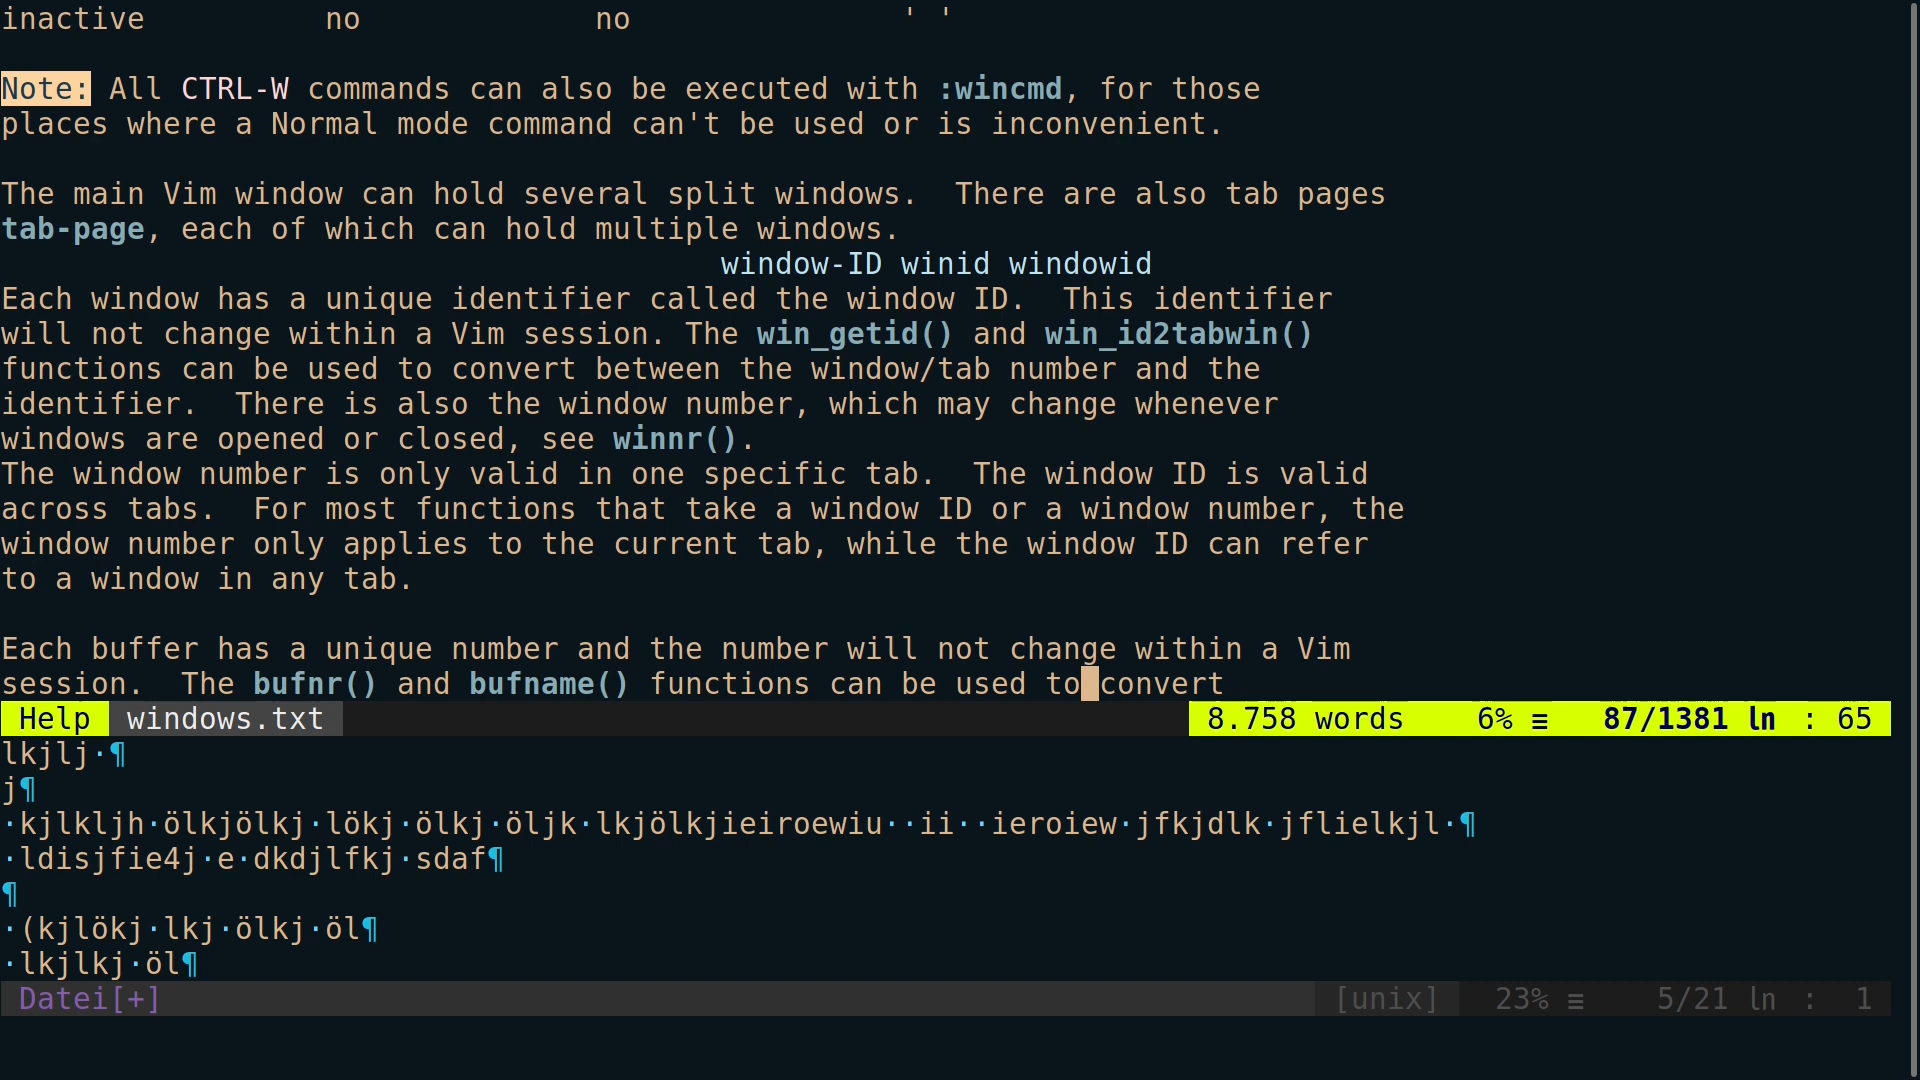 inactive          no             no               ' '
Note: All CTRL-W commands can also be executed with :wincmd, for those
places where a Normal mode command can't be used or is inconvenient.
The main Vim window can hold several split windows.  There are also tab pages
tab-page, each of which can hold multiple windows.
window-ID winid windowid
Each window has a unique identifier called the window ID.  This identifier
will not change within a Vim session. The win_getid() and win_id2tabwin()
functions can be used to convert between the window/tab number and the
identifier.  There is also the window number, which may change whenever
windows are opened or closed, see winnr().
The window number is only valid in one specific tab.  The window ID is valid
across tabs.  For most functions that take a window ID or a window number, the
window number only applies to the current tab, while the window ID can refer
to a window in any tab.
Each buffer has a unique number and the number will not change within a Vim
session.  The bufnr() and bufname() functions can be used to convert
Help  windows.txt  8.758 words    6% ≡   87/1381 ln : 65
lkjlj·¶
j¶
·kjlkljh·ölkjölkj·lökj·ölkj·öljk·lkjölkjieiroewiu··ii··ieroiew·jfkjdlk·jflielkjl·¶
·ldisjfie4j·e·dkdjlfkj·sdaf¶
¶
·(kjlökj·lkj·ölkj·öl¶
·lkjlkj·öl¶
Datei[+]  [unix]  23% ≡    5/21 ln :  1